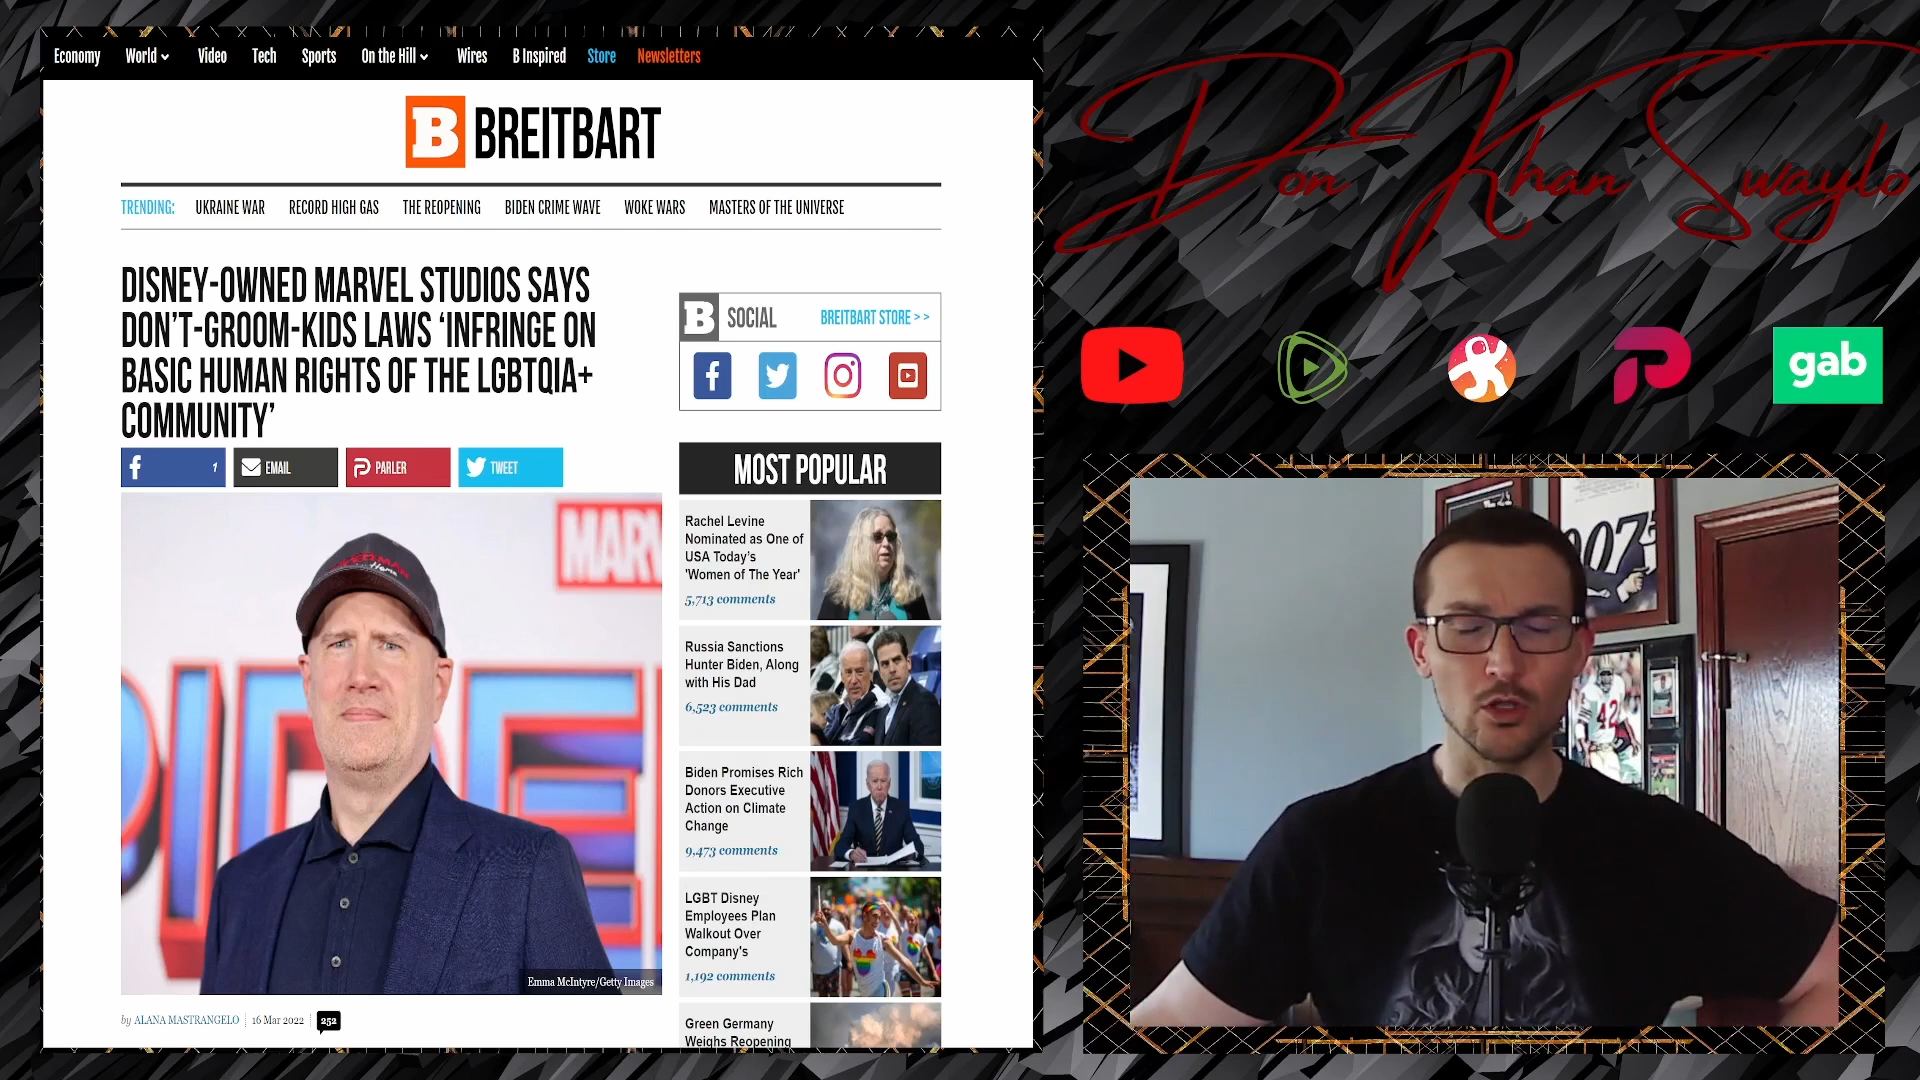 Economy World Video Tech Sports On the Hill Wires B Inspired Store Newsletters
B BREITBART
TRENDING: UKRAINE WAR RECORD HIGH GAS THE REOPENING BIDEN CRIME WAVE WOKE WARS MASTERS OF THE UNIVERSE
DISNEY-OWNED MARVEL STUDIOS SAYS
DON'T-GROOM-KIDS LAWS ‘INFRINGE ON
BASIC HUMAN RIGHTS OF THE LGBTQIA+
COMMUNITY’
1 EMAIL PARLER TWEET
MARV
Emma McIntyre/Getty Images
by ALANA MASTRANGELO 16 Mar 2022 252
B SOCIAL BREITBART STORE > >
MOST POPULAR
Rachel Levine
Nominated as One of
USA Today's
'Women of The Year'
5,713 comments
Russia Sanctions
Hunter Biden, Along
with His Dad
6,523 comments
Biden Promises Rich
Donors Executive
Action on Climate
Change
9,473 comments
LGBT Disney
Employees Plan
Walkout Over
Company's
1,192 comments
Green Germany
Weighs Reopening
Don Khan Swaylo
gab
007
42